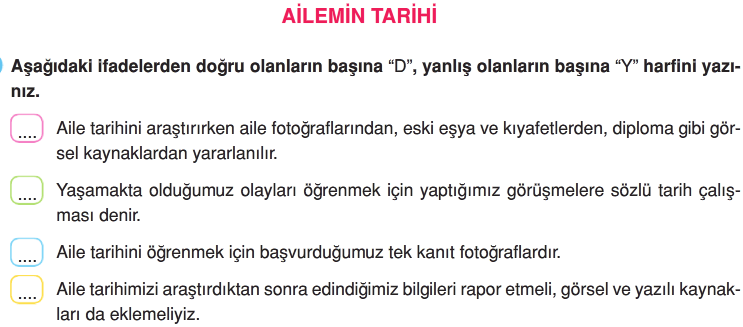 AİLEMİN TARİHİ
Aşağıdaki ifadelerden doğru olanların başına “D”, yanlış olanların başına “Y” harfini yazı-
nız.
.... Aile tarihini araştırırken aile fotoğraflarından, eski eşya ve kıyafetlerden, diploma gibi gör-
sel kaynaklardan yararlanılır.
.... Yaşamakta olduğumuz olayları öğrenmek için yaptığımız görüşmelere sözlü tarih çalış-
ması denir.
.... Aile tarihini öğrenmek için başvurduğumuz tek kanıt fotoğraflardır.
.... Aile tarihimizi araştırdıktan sonra edindiğimiz bilgileri rapor etmeli, görsel ve yazılı kaynak-
ları da eklemeliyiz.